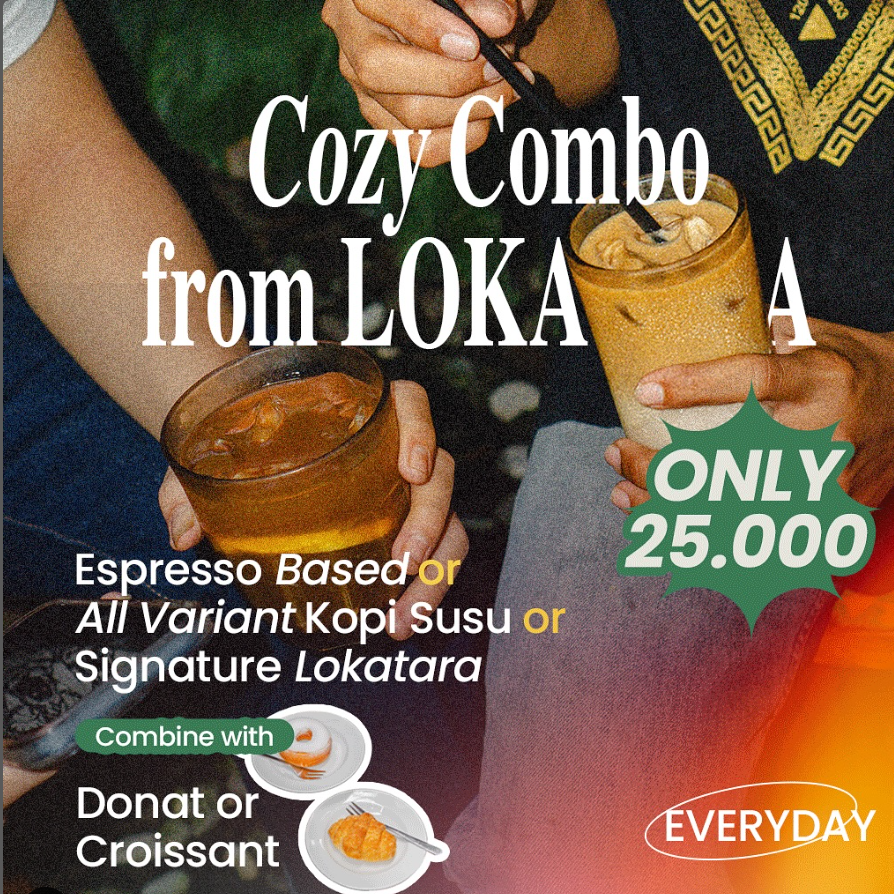 Cozy Combo
from LOKA A
ONLY
25.000
Espresso Based or
All Variant Kopi Susu or
Signature Lokatara
Combine with
Donat or
Croissant
EVERYDAY